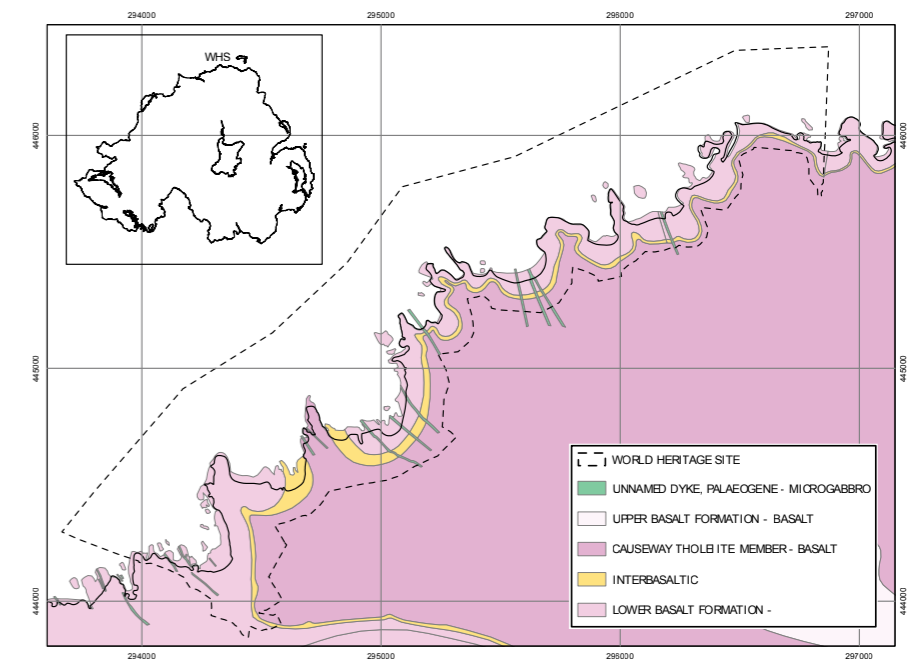 294000 295000 296000 297000
WHS
446000 446000
445000 445000
WORLD HERITAGE SITE
UNNAMED DYKE, PALAEOGENE - MICROGABBRO
UPPER BASALT FORMATION - BASALT
CAUSEWAY THOLEIITE MEMBER - BASALT
INTERBASALTIC
LOWER BASALT FORMATION -
444000 444000
294000 295000 296000 297000